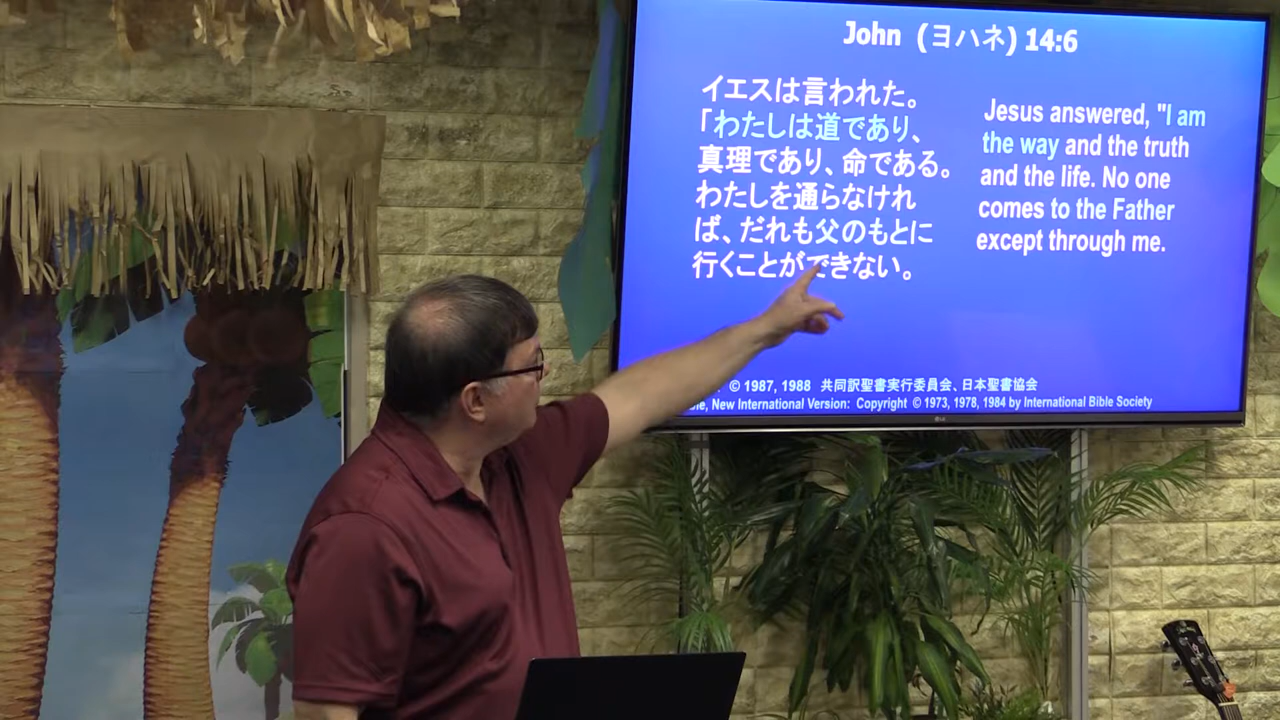 John (ヨハネ) 14:6
イエスは言われた。
「わたしは道であり、
真理であり、命である。
わたしを通らなけれ
ば、だれも父のもとに
行くことができない。
Jesus answered, "I am
the way and the truth
and the life. No one
comes to the Father
except through me.
© 1987, 1988 共同訳聖書実行委員会、日本聖書協会
New International Version: Copyright © 1973, 1978, 1984 by International Bible Society
LG